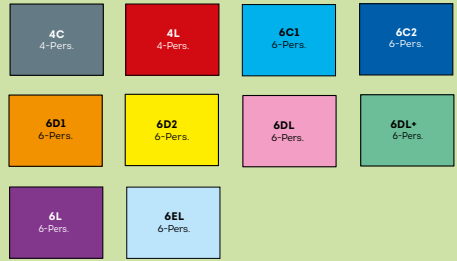 4C
4-Pers.
4L
4-Pers.
6C1
6-Pers.
6C2
6-Pers.
6D1
6-Pers.
6D2
6-Pers.
6DL
6-Pers.
6DL+
6-Pers.
6L
6-Pers.
6EL
6-Pers.